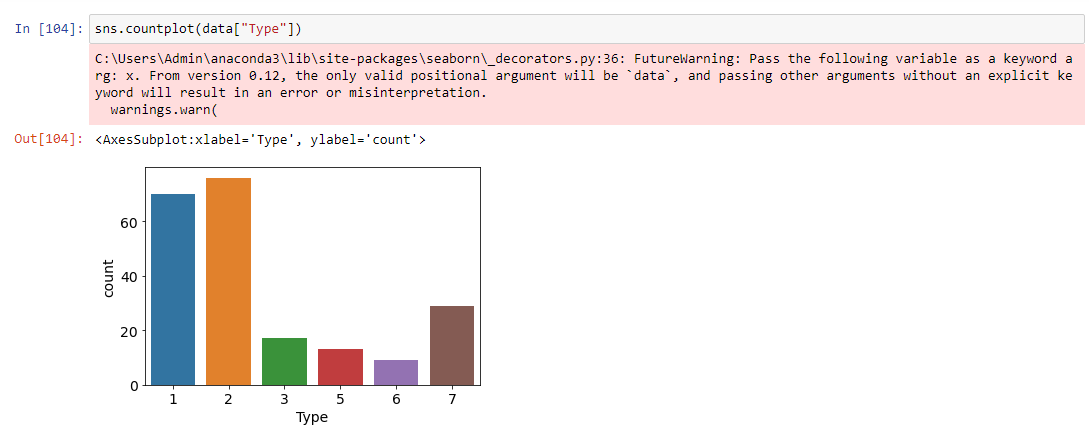 In [104]: sns.countplot(data["Type"])
C:\Users\Admin\anaconda3\lib\site-packages\seaborn\_decorators.py:36: FutureWarning: Pass the following variable as a keyword a
rg: x. From version 0.12, the only valid positional argument will be `data`, and passing other arguments without an explicit ke
yword will result in an error or misinterpretation.
  warnings.warn(
Out[104]: <AxesSubplot:xlabel='Type', ylabel='count'>
60
40
20
0
count
1 2 3 5 6 7
Type